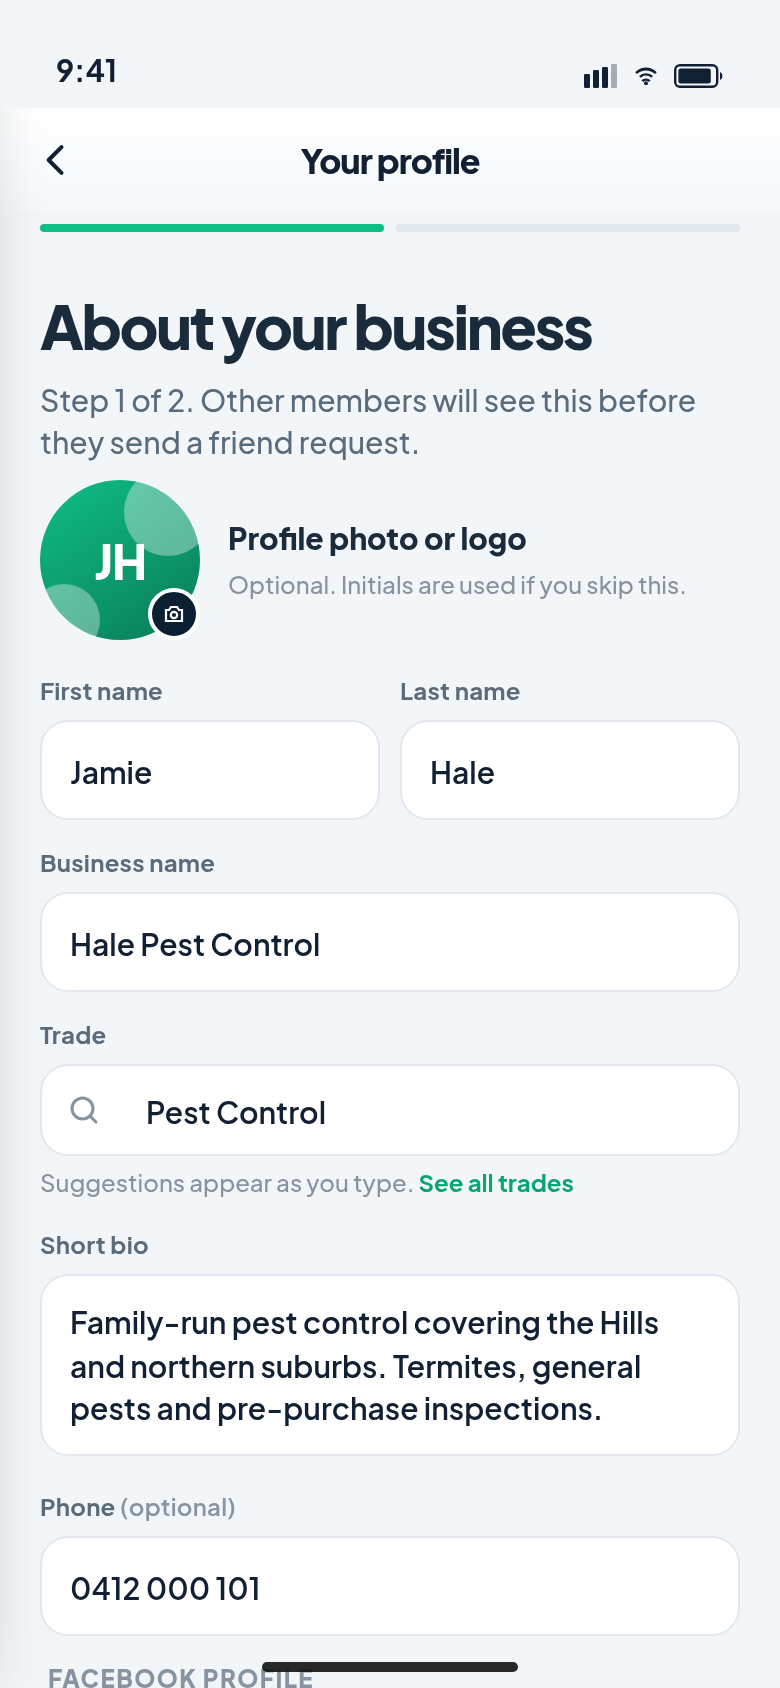 9:41
Your profile
About your business
Step 1 of 2. Other members will see this before
they send a friend request.
JH
Profile photo or logo
Optional. Initials are used if you skip this.
First name
Last name
Jamie
Hale
Business name
Hale Pest Control
Trade
Pest Control
Suggestions appear as you type. See all trades
Short bio
Family-run pest control covering the Hills
and northern suburbs. Termites, general
pests and pre-purchase inspections.
Phone (optional)
0412 000 101
FACEBOOK PROFILE